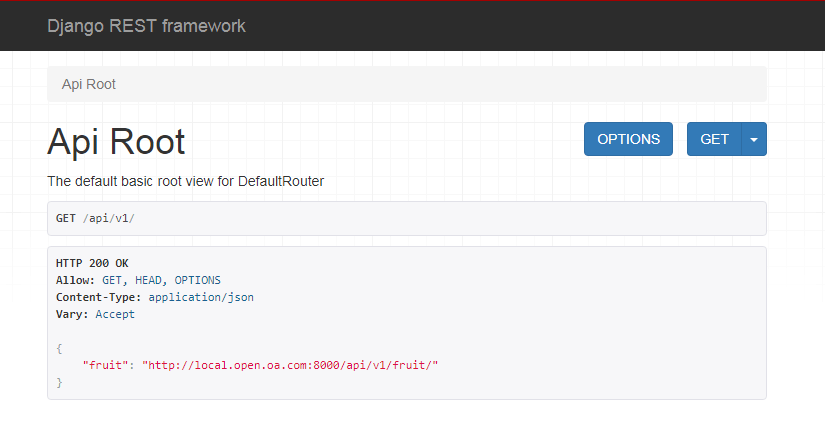 Django REST framework
Api Root
Api Root
OPTIONS
GET
The default basic root view for DefaultRouter
GET /api/v1/
HTTP 200 OK
Allow: GET, HEAD, OPTIONS
Content-Type: application/json
Vary: Accept
{
    "fruit": "http://local.open.oa.com:8000/api/v1/fruit/"
}